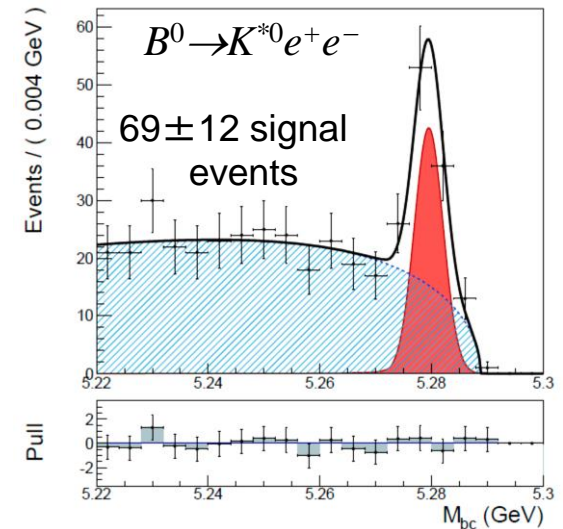 B⁰→K*⁰e⁺e⁻
69±12 signal
events
Events / ( 0.004 GeV )
60
50
40
30
20
10
0
5.22 5.24 5.26 5.28 5.3
Pull
2
0
-2
5.22 5.24 5.26 5.28 5.3
M_bc (GeV)